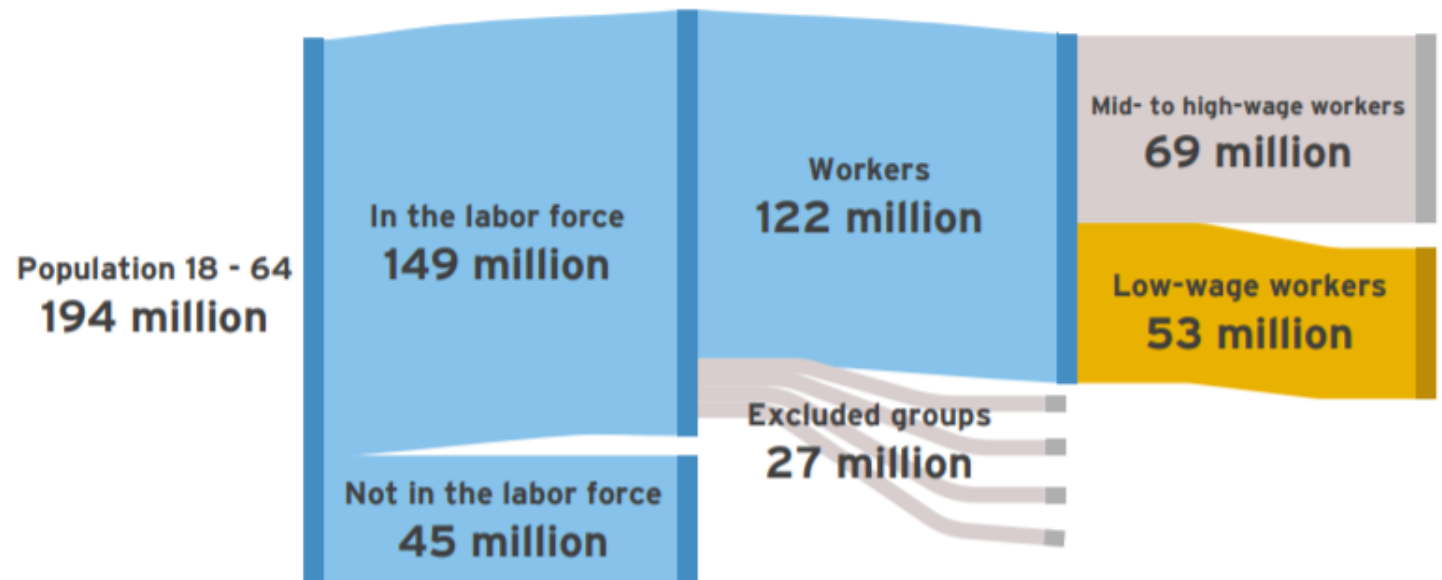 Population 18 - 64
194 million
In the labor force
149 million
Not in the labor force
45 million
Workers
122 million
Excluded groups
27 million
Mid- to high-wage workers
69 million
Low-wage workers
53 million